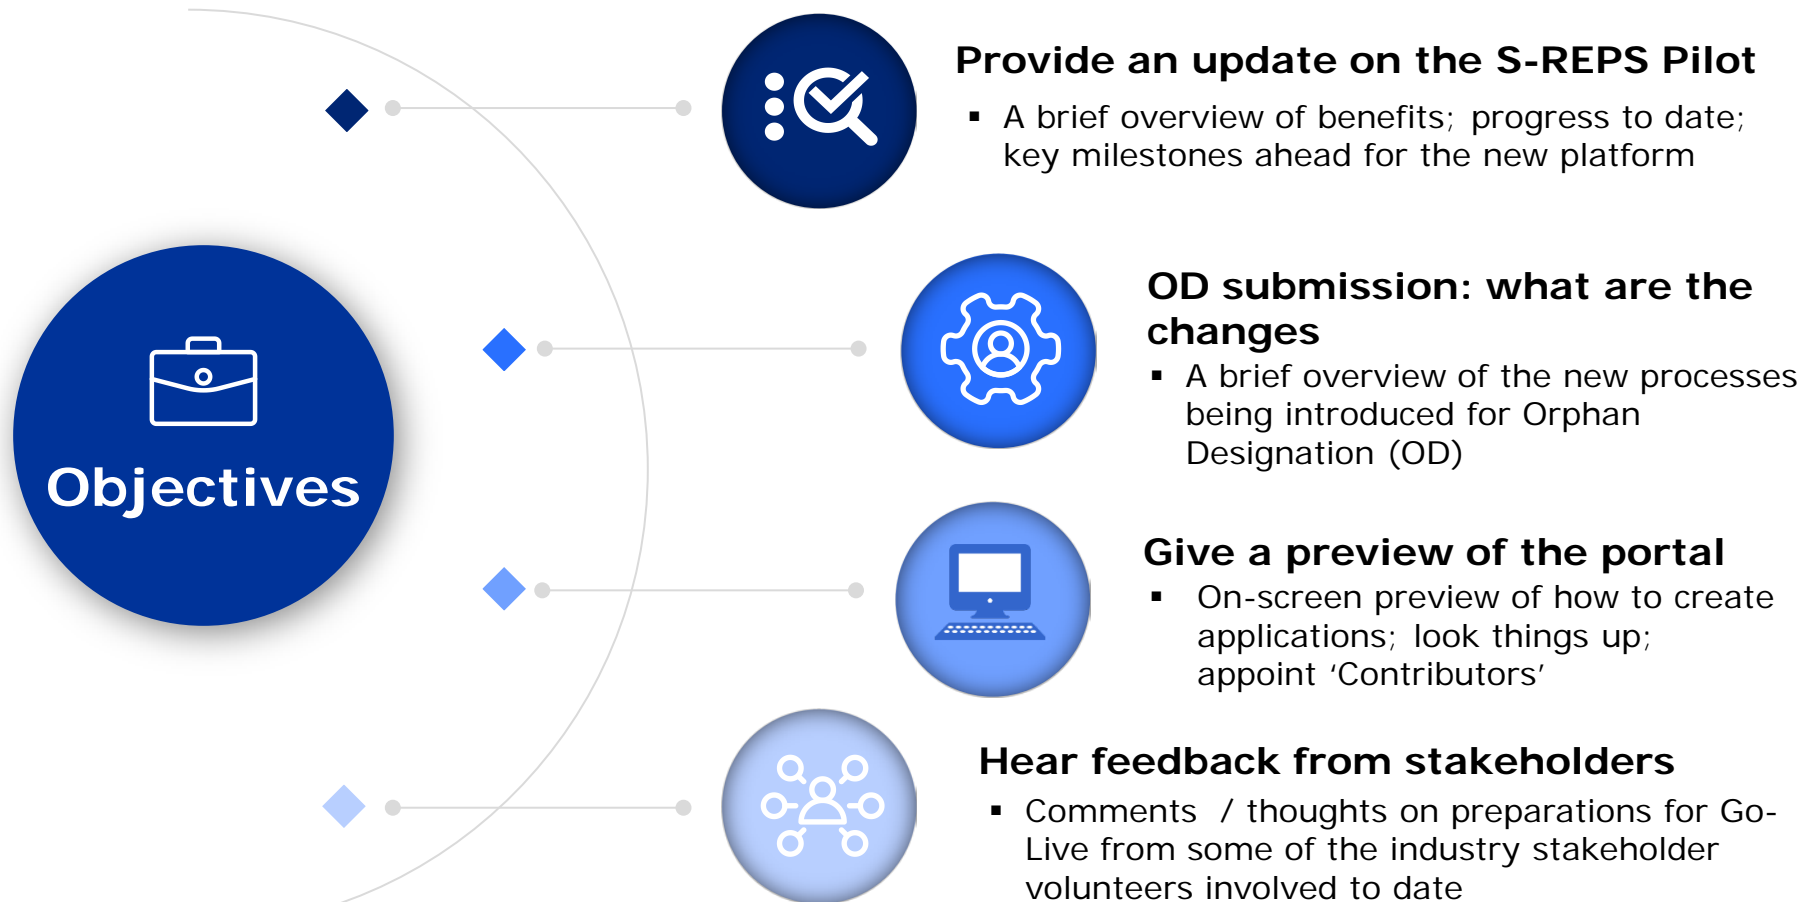 Objectives
Provide an update on the S-REPS Pilot
▪ A brief overview of benefits; progress to date;
key milestones ahead for the new platform
OD submission: what are the
changes
▪ A brief overview of the new processes
being introduced for Orphan
Designation (OD)
Give a preview of the portal
▪ On-screen preview of how to create
applications; look things up;
appoint ‘Contributors’
Hear feedback from stakeholders
▪ Comments / thoughts on preparations for Go-
Live from some of the industry stakeholder
volunteers involved to date